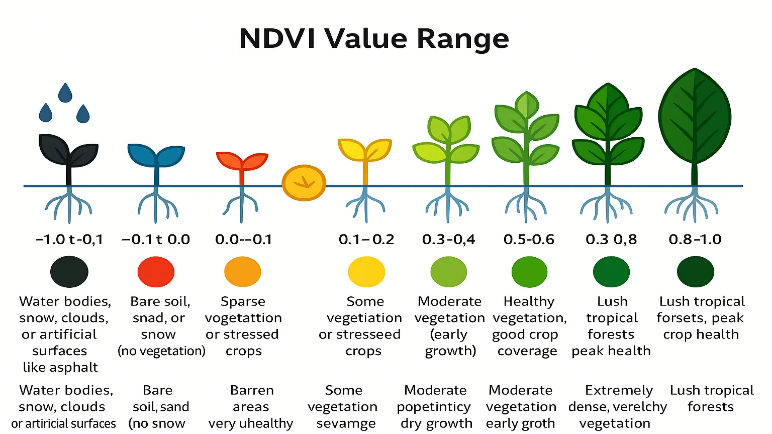 NDVI Value Range
−1.0 t -0,1 −0.1 t 0.0 0.0--–0.1 0.1 – 0.2 0.3-0,4 0.5-0.6 0.3 0,8 0.8–1.0
Water bodies,
snow, clouds,
or artificial
surfaces
like asphalt
Bare soil,
snad, or
snow
(no vegetation)
Sparse
vogetattion
or stressed
crops
Some
vegetiation
or stresseed
crops
Moderate
vegetation
(early
growth)
Healthy
vegetation,
good crop
coverage
Lush
tropical
forests
peak health
Lush tropical
forsets, peak
crop health
Water bodies,
snow, clouds
or artiricial surfaces
Bare
soil, sand
(no snow
Barren
areas
very uhealthy
Some
vegetation
sevamge
Moderate
popetinticy
dry growth
Moderate
vegetation
early groth
Extremely
dense, verelchy
vegetation
Lush tropical
forests